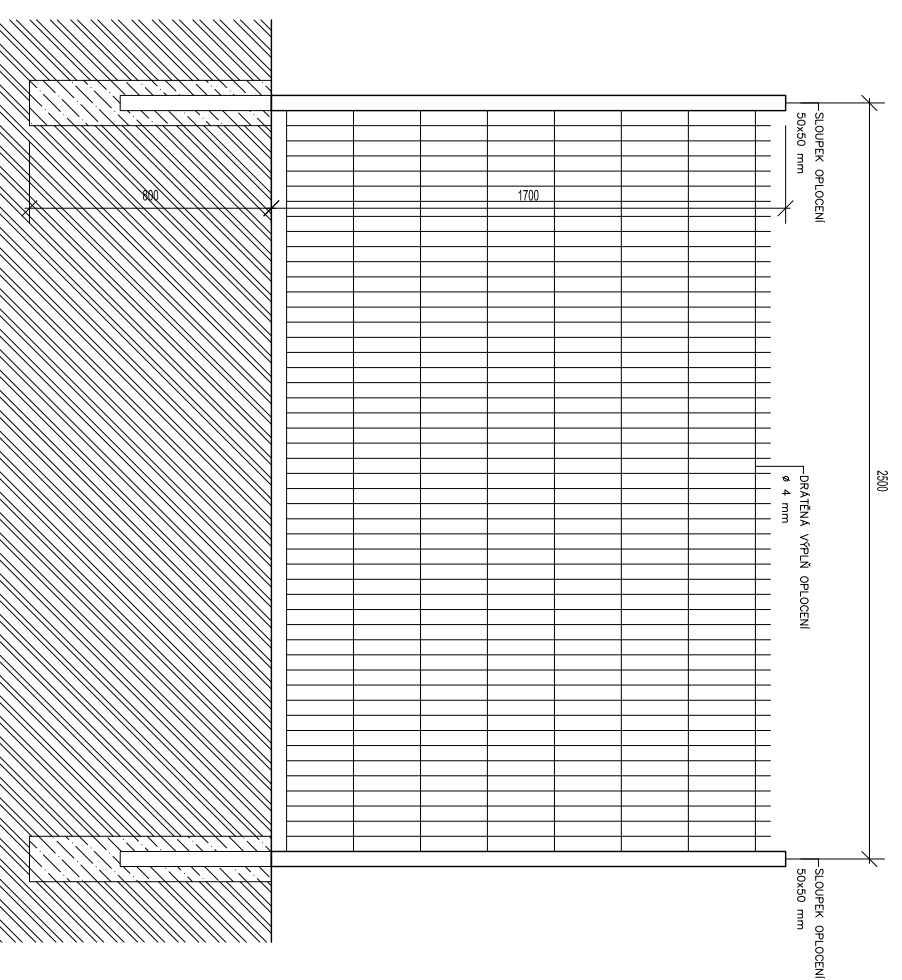 SLOUPEK OPLOCENÍ
50x50 mm
2500
DRÁTĚNÁ VÝPLŇ OPLOCENÍ
ø 4 mm
SLOUPEK OPLOCENÍ
50x50 mm
1700
800